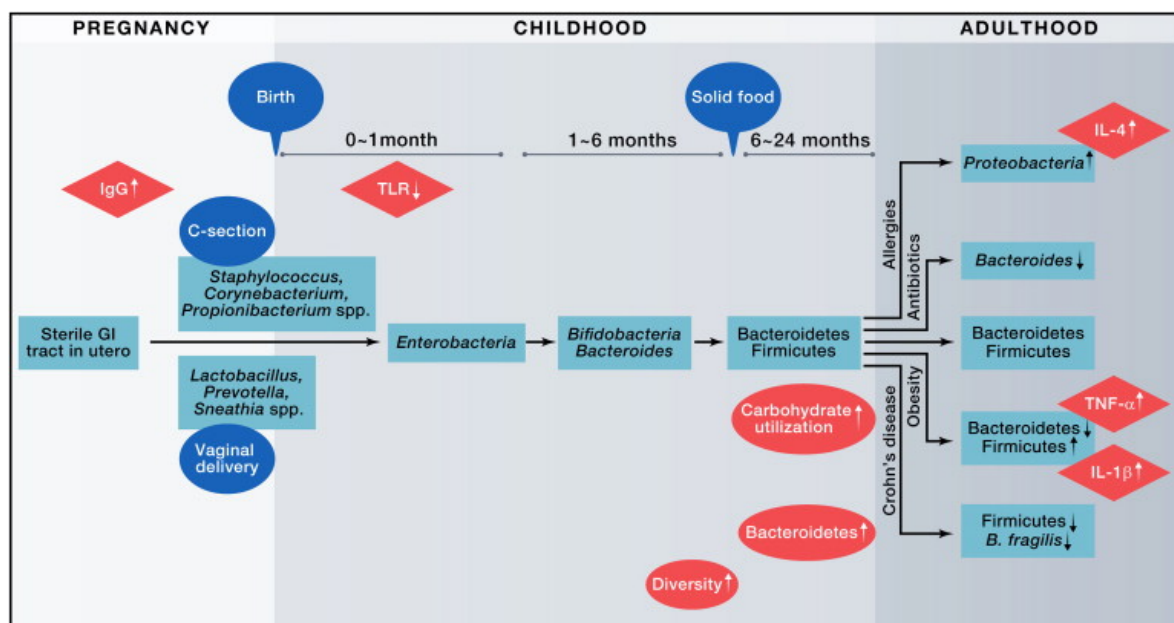 PREGNANCY
CHILDHOOD
ADULTHOOD
Birth
Solid food
0~1month
1~6 months
6~24 months
IgG↑
TLR↓
IL-4↑
Proteobacteria↑
C-section
Staphylococcus,
Corynebacterium,
Propionibacterium spp.
Allergies
Antibiotics
Bacteroides↓
Sterile GI
tract in utero
Enterobacteria
Bifidobacteria
Bacteroides
Bacteroidetes
Firmicutes
Bacteroidetes
Firmicutes
Lactobacillus,
Prevotella,
Sneathia spp.
Vaginal
delivery
Carbohydrate
utilization↑
Crohn's disease
Obesity
TNF-α↑
Bacteroidetes↓
Firmicutes↑
IL-1β↑
Bacteroidetes↑
Firmicutes↓
B. fragilis↓
Diversity↑